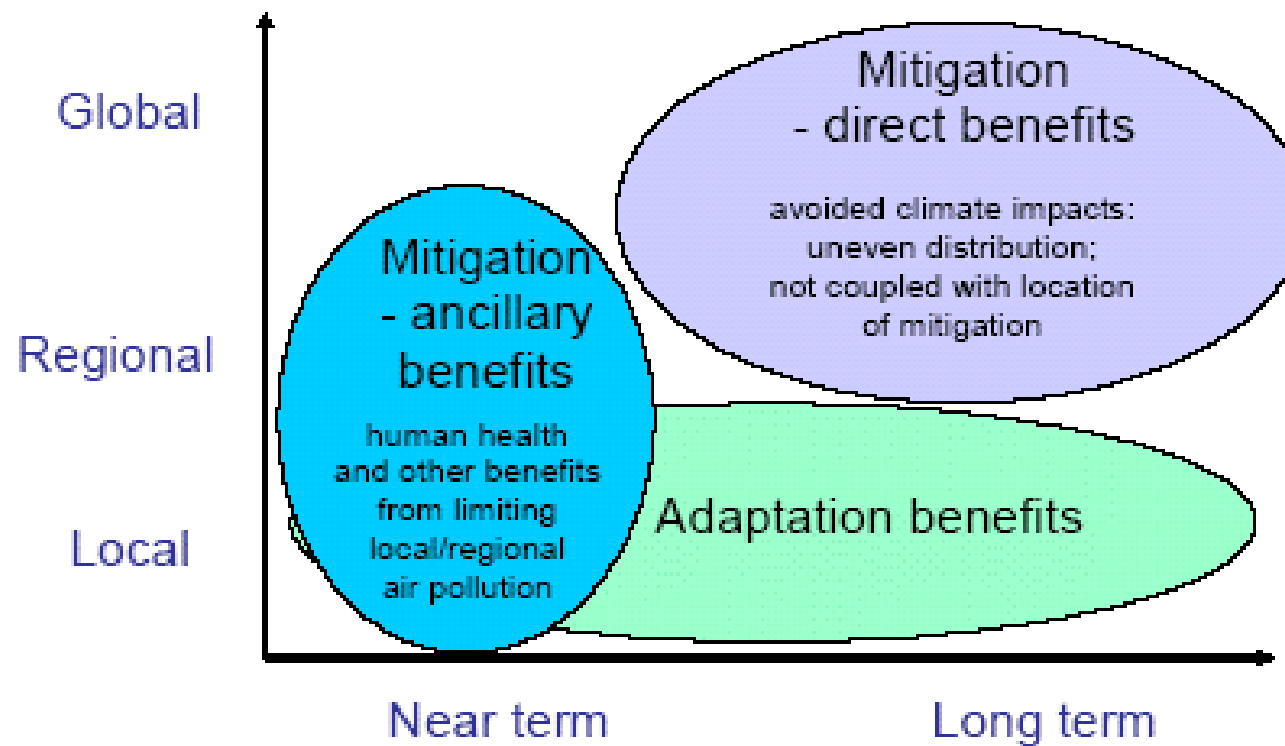 Global
Regional
Local
Mitigation
- direct benefits
avoided climate impacts:
uneven distribution;
not coupled with location
of mitigation
Mitigation
- ancillary
benefits
human health
and other benefits
from limiting
local/regional
air pollution
Adaptation benefits
Near term
Long term